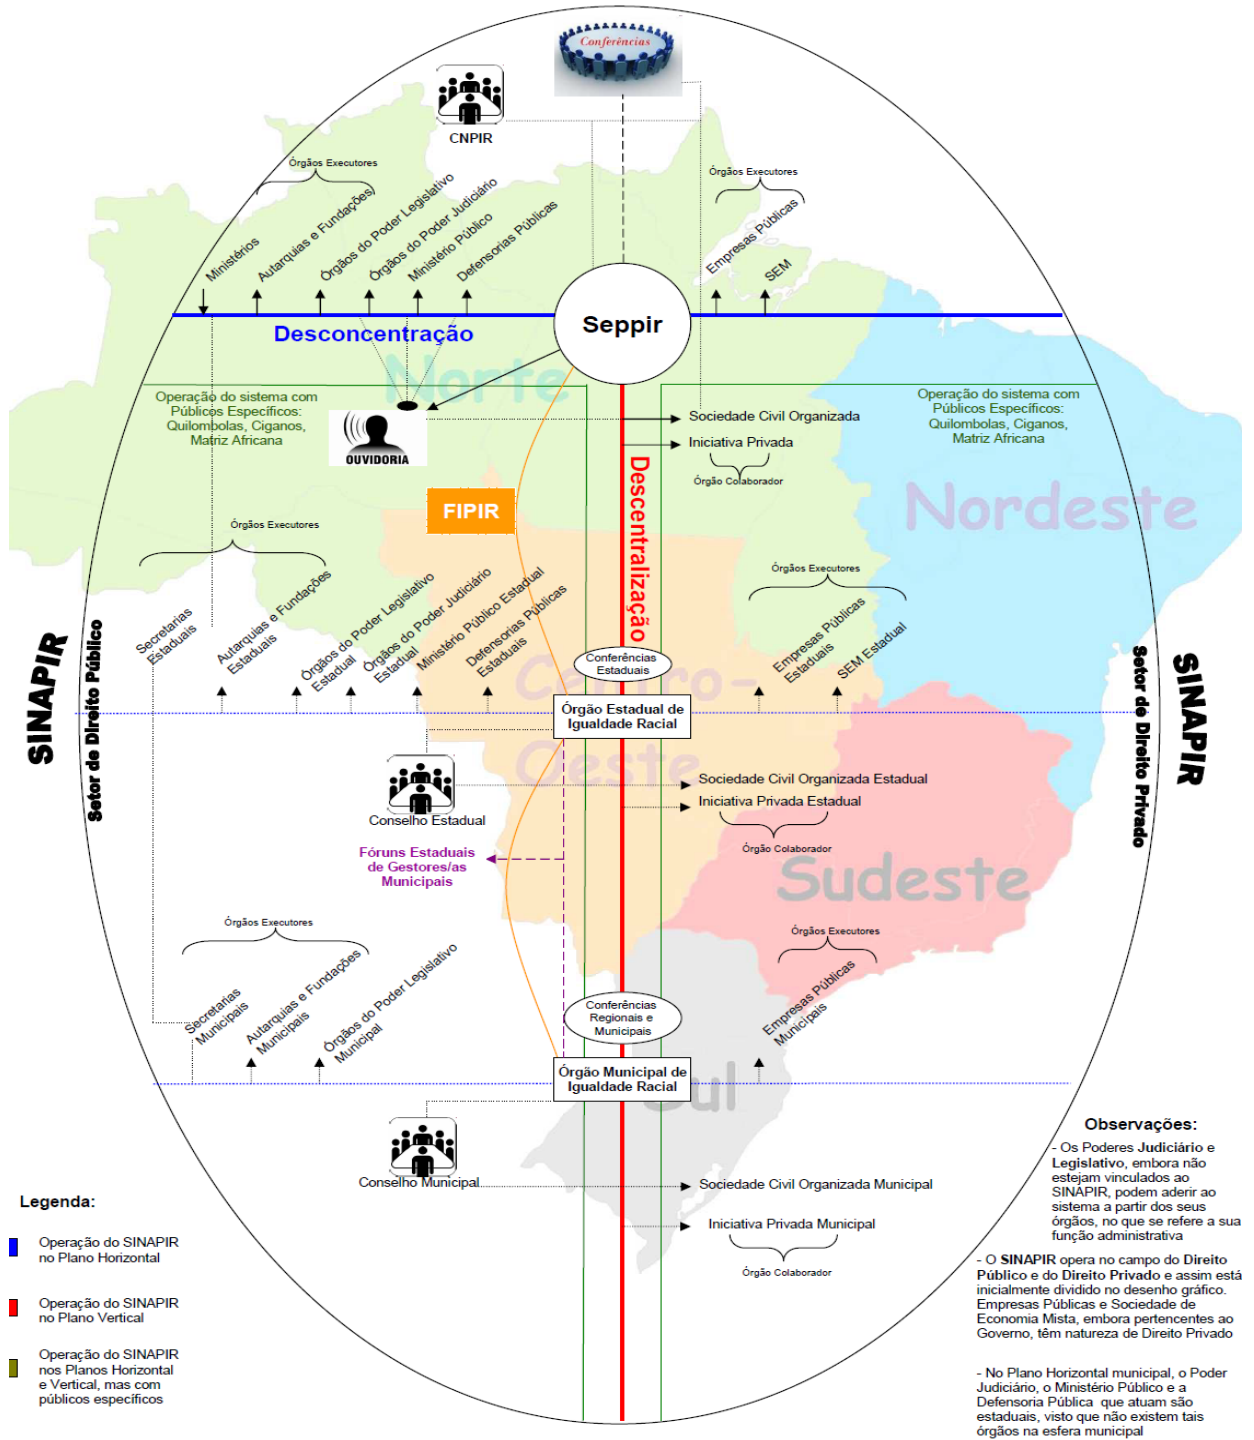 Conferências
CNPIR
Órgãos Executores
Ministérios
Autarquias e Fundações
Órgãos do Poder Legislativo
Órgãos do Poder Judiciário
Ministério Público
Defensorias Públicas
Órgãos Executores
Empresas Públicas
SEM
Seppir
Desconcentração
Norte
Operação do sistema com
Públicos Específicos:
Quilombolas, Ciganos,
Matriz Africana
OUVIDORIA
Sociedade Civil Organizada
Iniciativa Privada
Órgão Colaborador
Operação do sistema com
Públicos Específicos:
Quilombolas, Ciganos,
Matriz Africana
Descentralização
FIPIR
Nordeste
Órgãos Executores
Secretarias
Estaduais
Autarquias e Fundações
Estaduais
Órgãos do Poder Legislativo
Estadual
Órgãos do Poder Judiciário
Estadual
Ministério Público Estadual
Defensorias Públicas
Estaduais
Órgãos Executores
Empresas Públicas
Estaduais
SEM Estadual
SINAPIR
Setor de Direito Público
Setor de Direito Privado
SINAPIR
Conferências
Estaduais
Centro-
Oeste
Órgão Estadual de
Igualdade Racial
Conselho Estadual
Sociedade Civil Organizada Estadual
Iniciativa Privada Estadual
Órgão Colaborador
Fóruns Estaduais
de Gestores/as
Municipais
Sudeste
Órgãos Executores
Secretarias
Municipais
Autarquias e Fundações
Municipais
Órgãos do Poder Legislativo
Municipal
Órgãos Executores
Empresas Públicas
Municipais
Conferências
Regionais e
Municipais
Órgão Municipal de
Igualdade Racial
Sul
Conselho Municipal
Sociedade Civil Organizada Municipal
Iniciativa Privada Municipal
Órgão Colaborador
Legenda:
Operação do SINAPIR
no Plano Horizontal
Operação do SINAPIR
no Plano Vertical
Operação do SINAPIR
nos Planos Horizontal
e Vertical, mas com
públicos específicos
Observações:
- Os Poderes Judiciário e
Legislativo, embora não
estejam vinculados ao
SINAPIR, podem aderir ao
sistema a partir dos seus
órgãos, no que se refere a sua
função administrativa
- O SINAPIR opera no campo do Direito
Público e do Direito Privado e assim está
inicialmente dividido no desenho gráfico.
Empresas Públicas e Sociedade de
Economia Mista, embora pertencentes ao
Governo, têm natureza de Direito Privado
- No Plano Horizontal municipal, o Poder
Judiciário, o Ministério Público e a
Defensoria Pública que atuam são
estaduais, visto que não existem tais
órgãos na esfera municipal